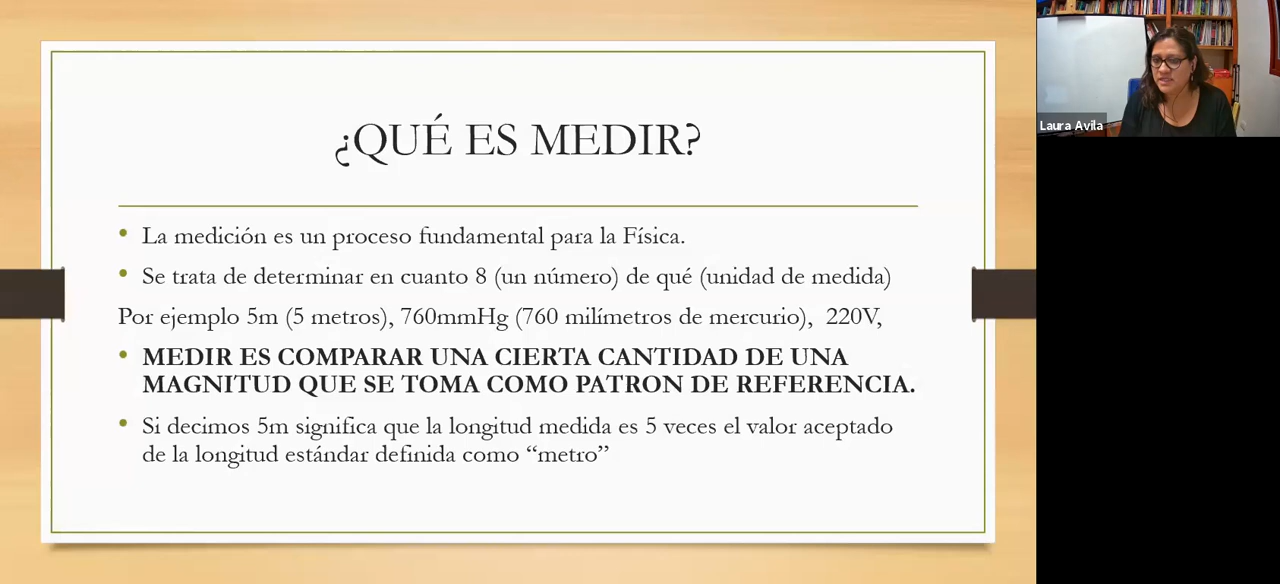 ¿QUÉ ES MEDIR?
• La medición es un proceso fundamental para la Física.
• Se trata de determinar en cuanto 8 (un número) de qué (unidad de medida)
Por ejemplo 5m (5 metros), 760mmHg (760 milímetros de mercurio), 220V,
• MEDIR ES COMPARAR UNA CIERTA CANTIDAD DE UNA
MAGNITUD QUE SE TOMA COMO PATRON DE REFERENCIA.
• Si decimos 5m significa que la longitud medida es 5 veces el valor aceptado
de la longitud estándar definida como “metro”
Laura Avila